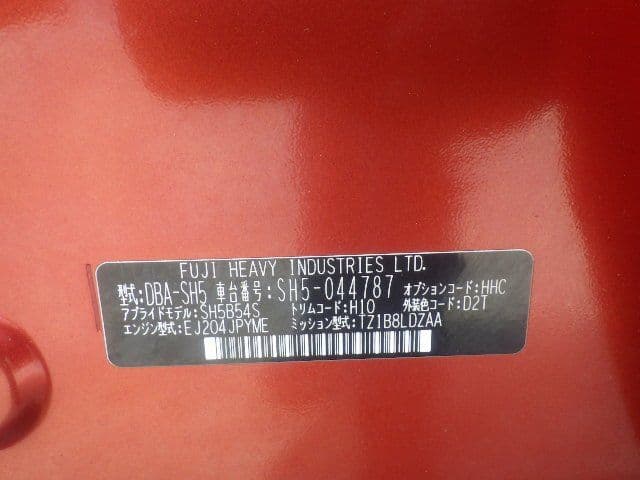 FUJI HEAVY INDUSTRIES LTD.
型式:DBA-SH5 車台番号:SH5-044787 オプションコード:HHC
アプライドモデル:SH5B54S トリムコード:H10 外装色コード:D2T
エンジン型式:EJ204JPYME ミッション型式:TZ1B8LDZAA